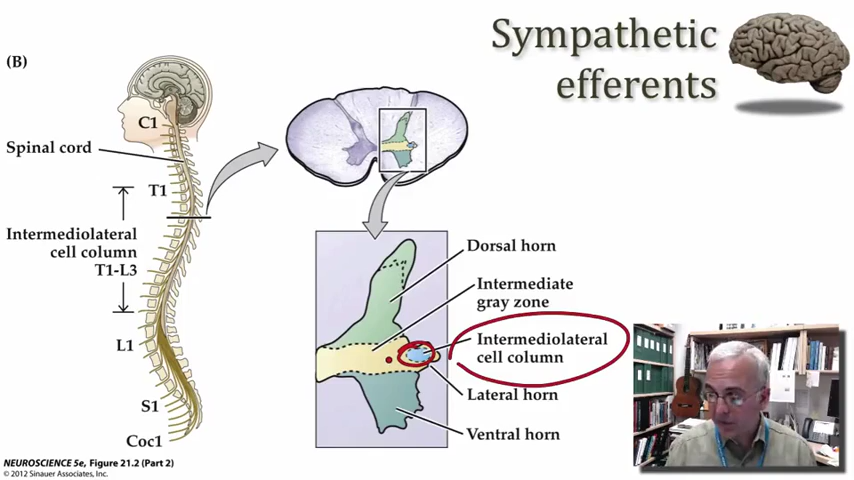 Sympathetic
efferents
(B)
C1
Spinal cord
T1
Intermediolateral
cell column
T1-L3
L1
S1
Coc1
Dorsal horn
Intermediate
gray zone
Intermediolateral
cell column
Lateral horn
Ventral horn
NEUROSCIENCE 5e, Figure 21.2 (Part 2)
© 2012 Sinauer Associates, Inc.